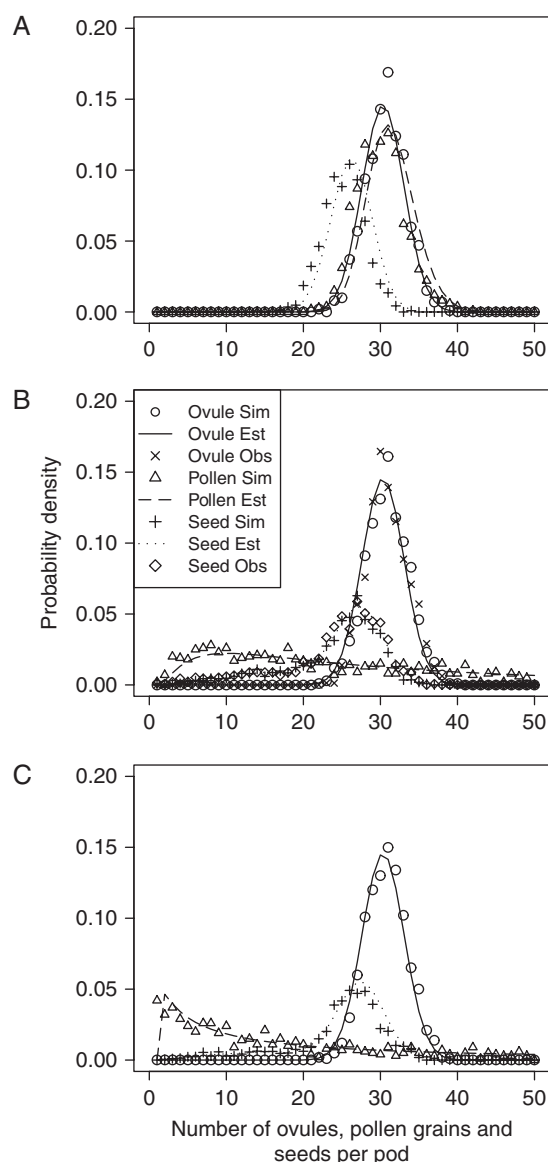 A
0.20
0.15
0.10
0.05
0.00
0 10 20 30 40 50
B
0.20
0.15
0.10
0.05
0.00
Ovule Sim
Ovule Est
Ovule Obs
Pollen Sim
Pollen Est
Seed Sim
Seed Est
Seed Obs
Probability density
0 10 20 30 40 50
C
0.20
0.15
0.10
0.05
0.00
0 10 20 30 40 50
Number of ovules, pollen grains and
seeds per pod